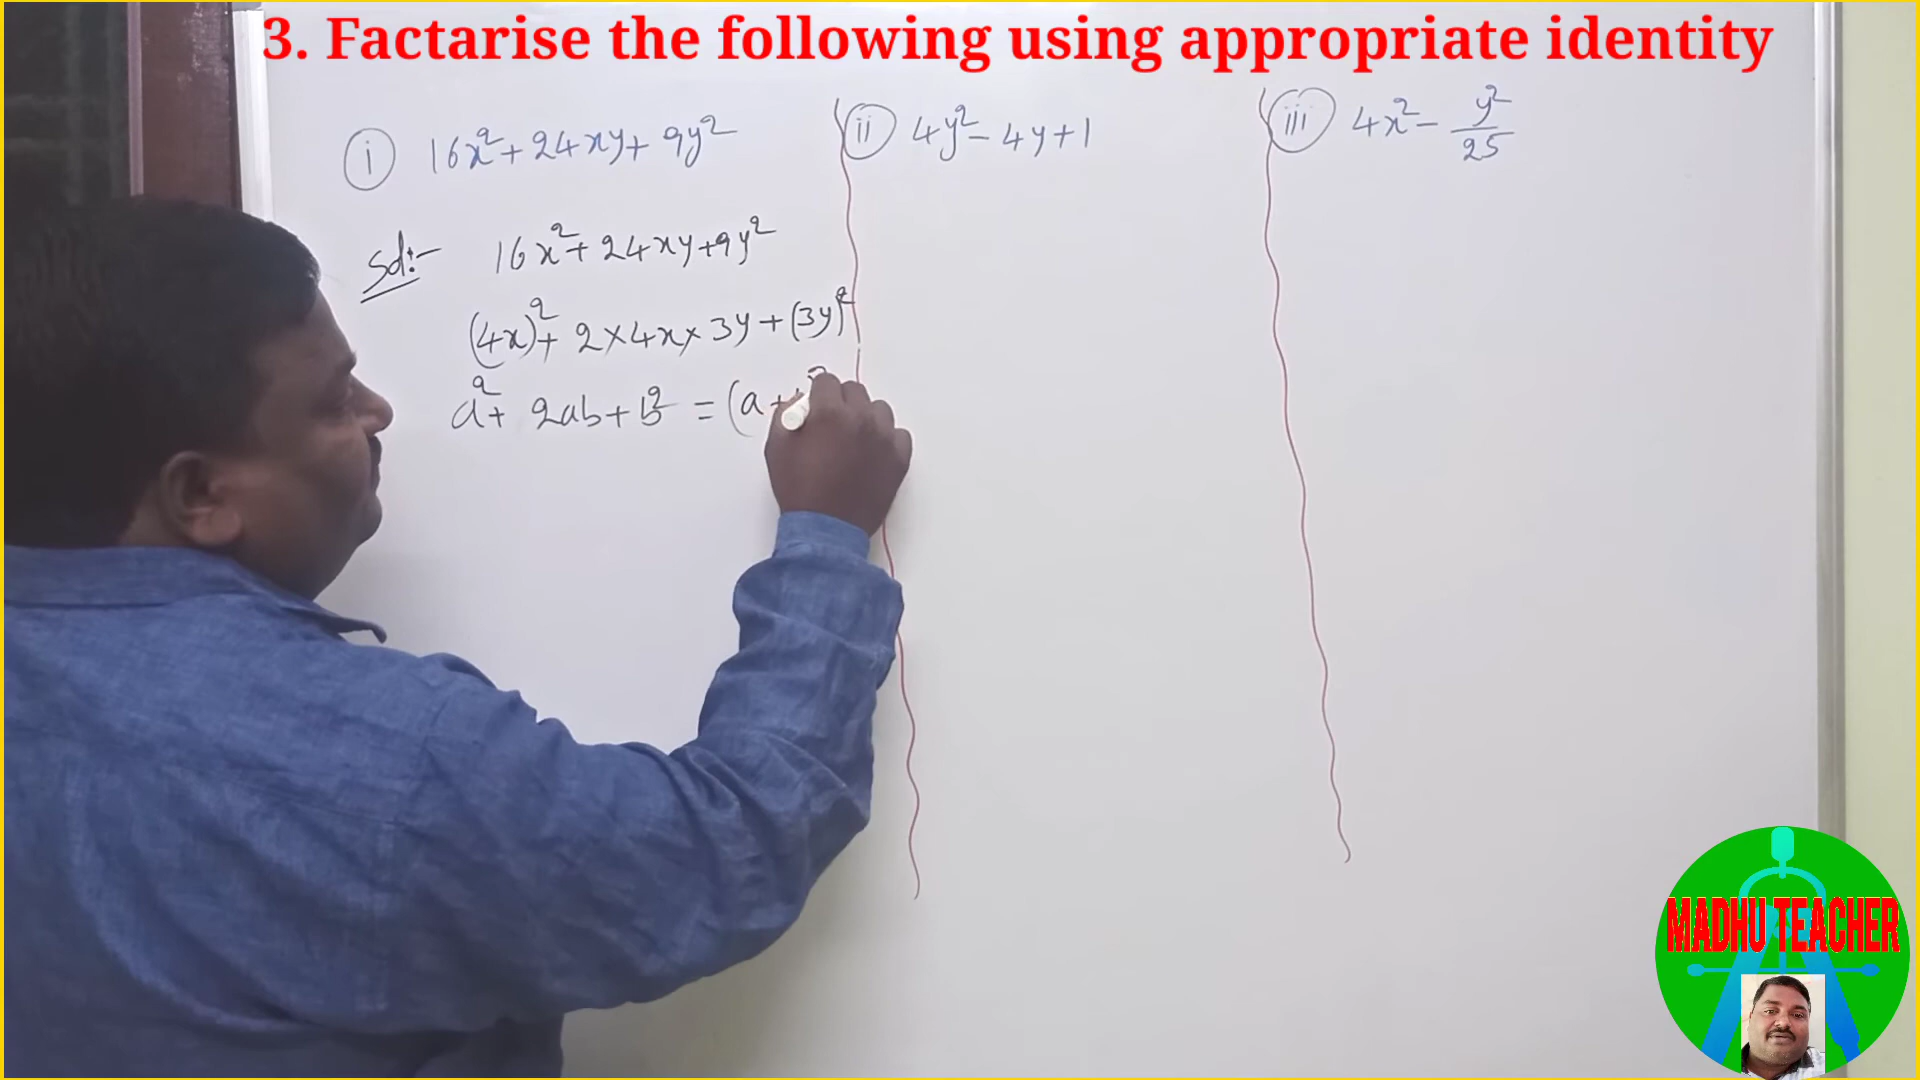 3. Factarise the following using appropriate identity
i 16x² + 24xy + 9y²
Sol:- 16x² + 24xy + 9y²
(4x)² + 2 × 4x × 3y + (3y)²
a² + 2ab + b² = (a +
ii 4y² - 4y + 1
iii 4x² - y²/25
MADHU TEACHER